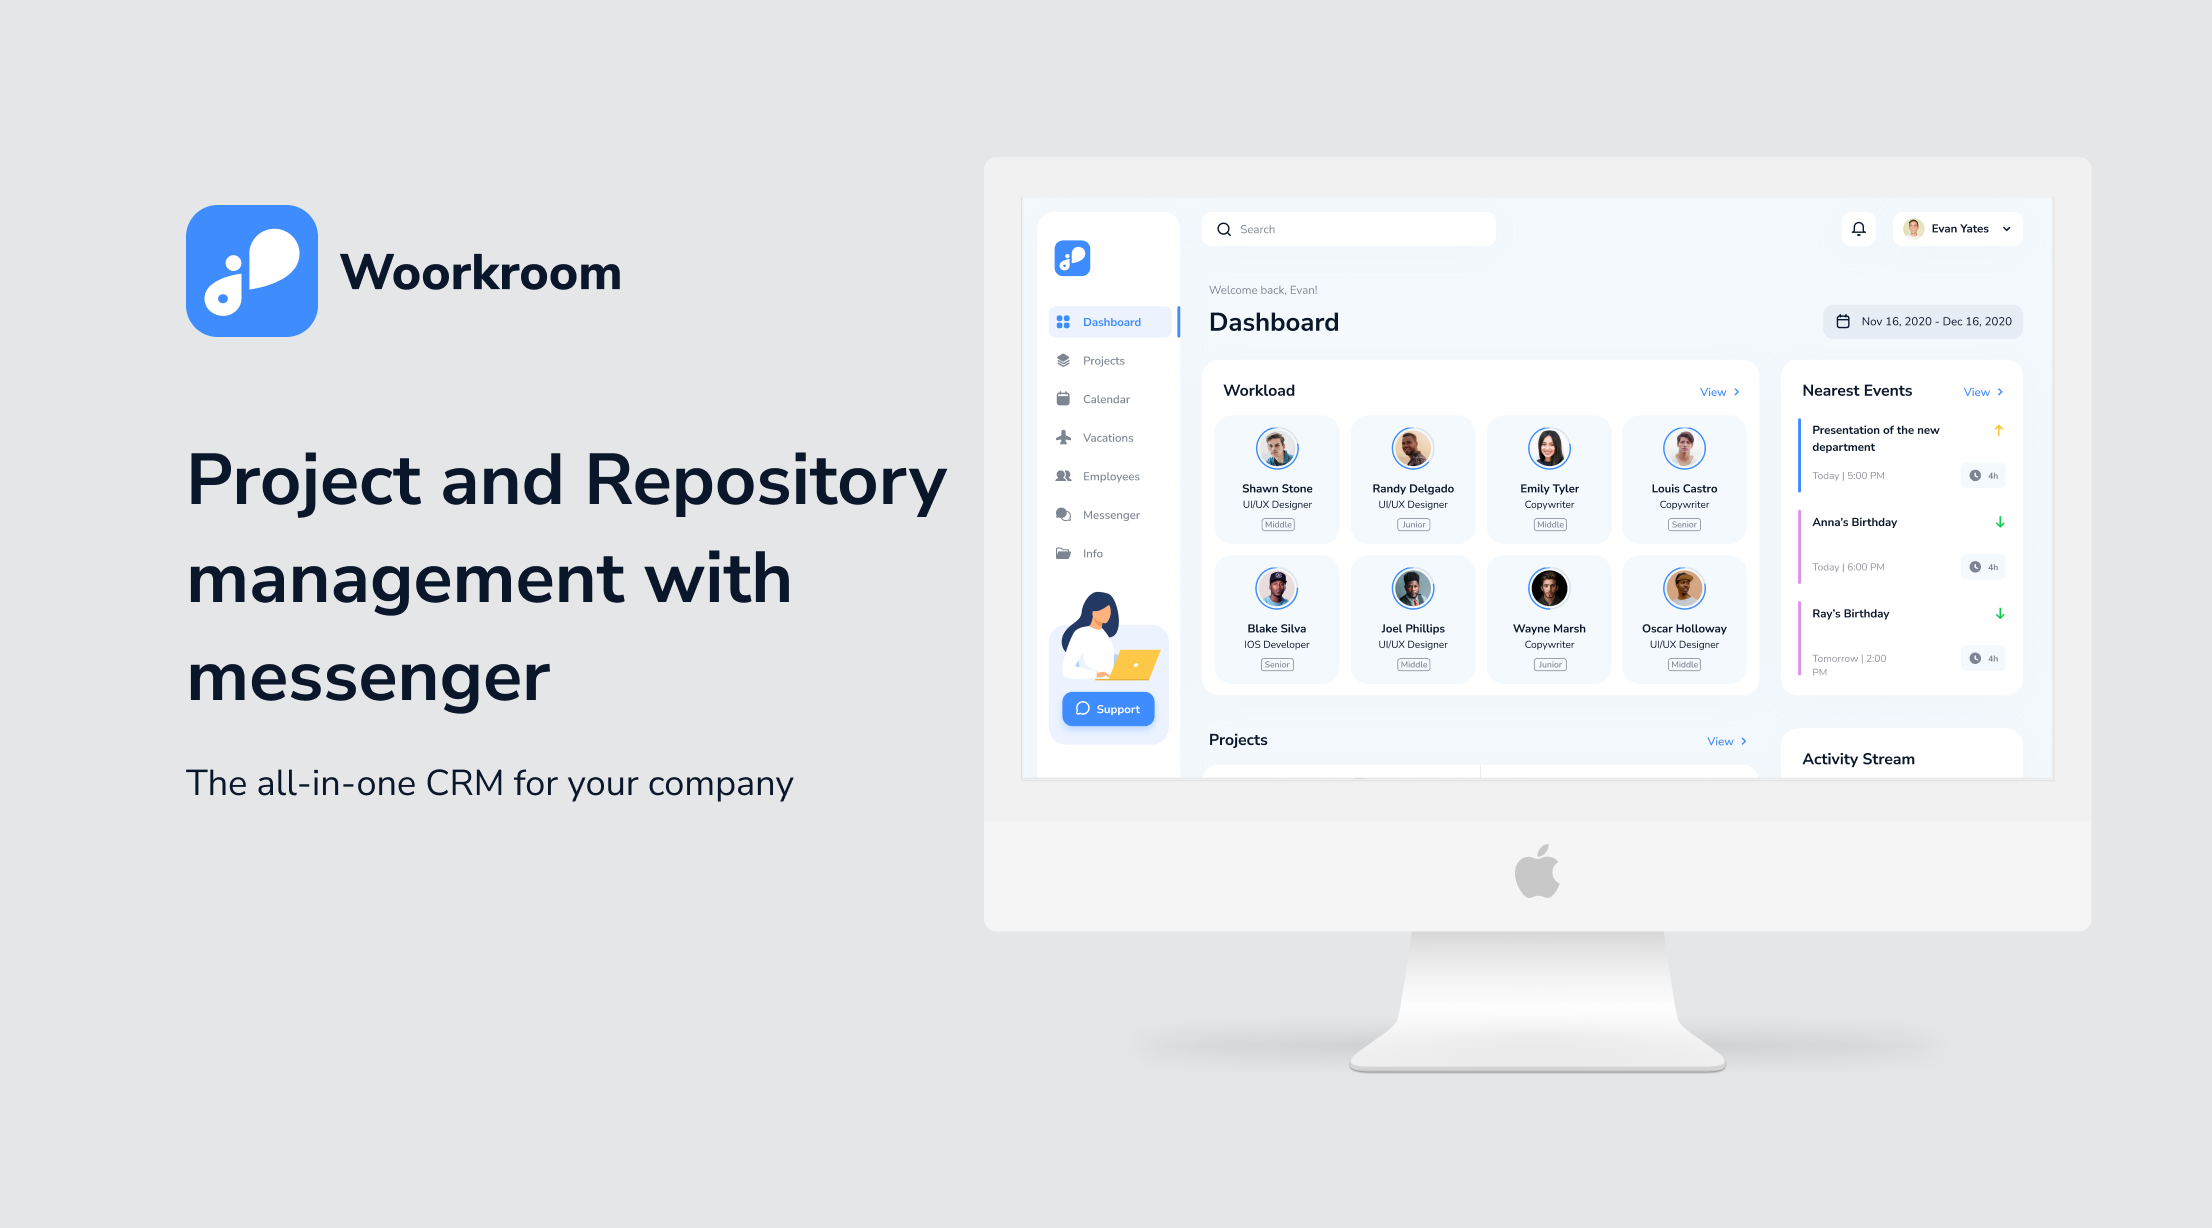 Woorkroom
Project and Repository
management with
messenger
The all-in-one CRM for your company
Search
Evan Yates
Dashboard
Projects
Calendar
Vacations
Employees
Messenger
Info
Support
Welcome back, Evan!
Dashboard
Nov 16, 2020 - Dec 16, 2020
Workload
View
Shawn Stone
UI/UX Designer
Middle
Randy Delgado
UI/UX Designer
Junior
Emily Tyler
Copywriter
Middle
Louis Castro
Copywriter
Senior
Blake Silva
IOS Developer
Senior
Joel Phillips
UI/UX Designer
Middle
Wayne Marsh
Copywriter
Junior
Oscar Holloway
UI/UX Designer
Middle
Nearest Events
View
Presentation of the new
department
Today | 5:00 PM
4h
Anna's Birthday
Today | 6:00 PM
4h
Ray's Birthday
Tomorrow | 2:00
PM
4h
Projects
View
Activity Stream